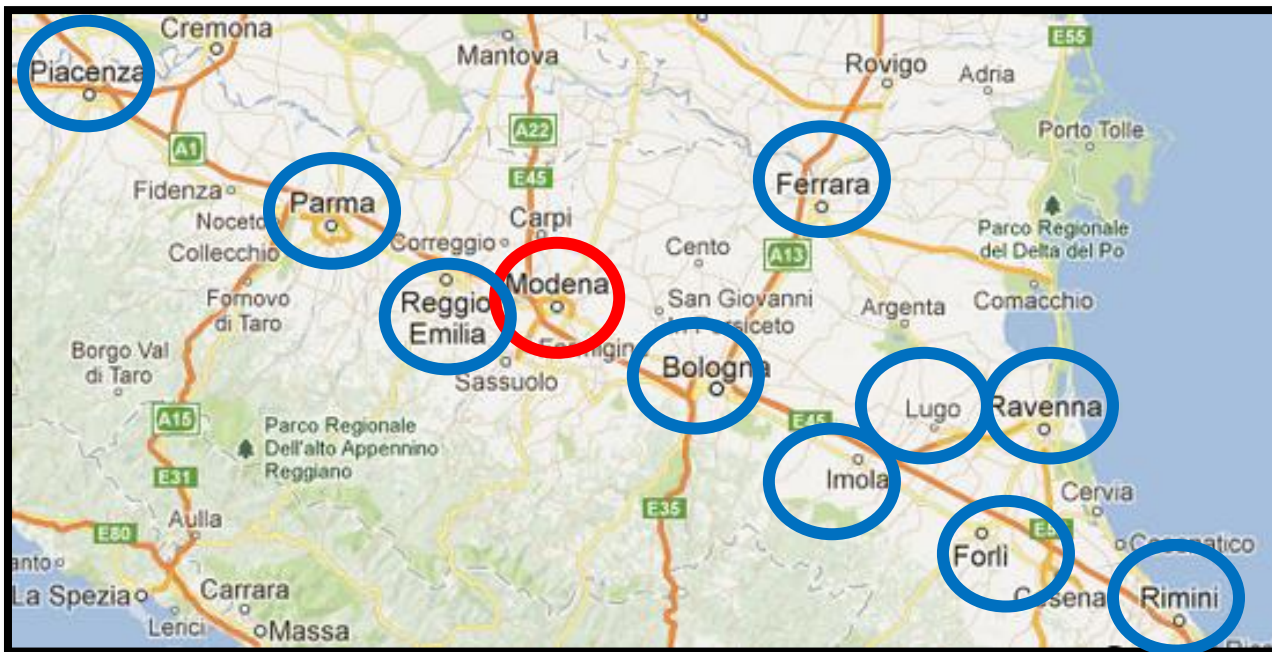 Cremona
E55
Mantova
Rovigo
Piacenza
Adria
A22
Porto Tolle
A1
E45
Ferrara
Fidenza
Parma
Noceto
Carpi
Parco Regionale
del Delta del Po
Correggio
Cento
Collecchio
A13
Modena
Fornovo
di Taro
Reggio
Emilia
San Giovanni
Argenta
Comacchio
Borgo Val
di Taro
Sassuolo
Bologna
A15
Parco Regionale
Dell'alto Appennino
Reggiano
E45
Lugo
Ravenna
E31
Imola
Cervia
E35
Aulla
E80
Forlì
La Spezia
Carrara
Cesena
Rimini
Lerici
Massa